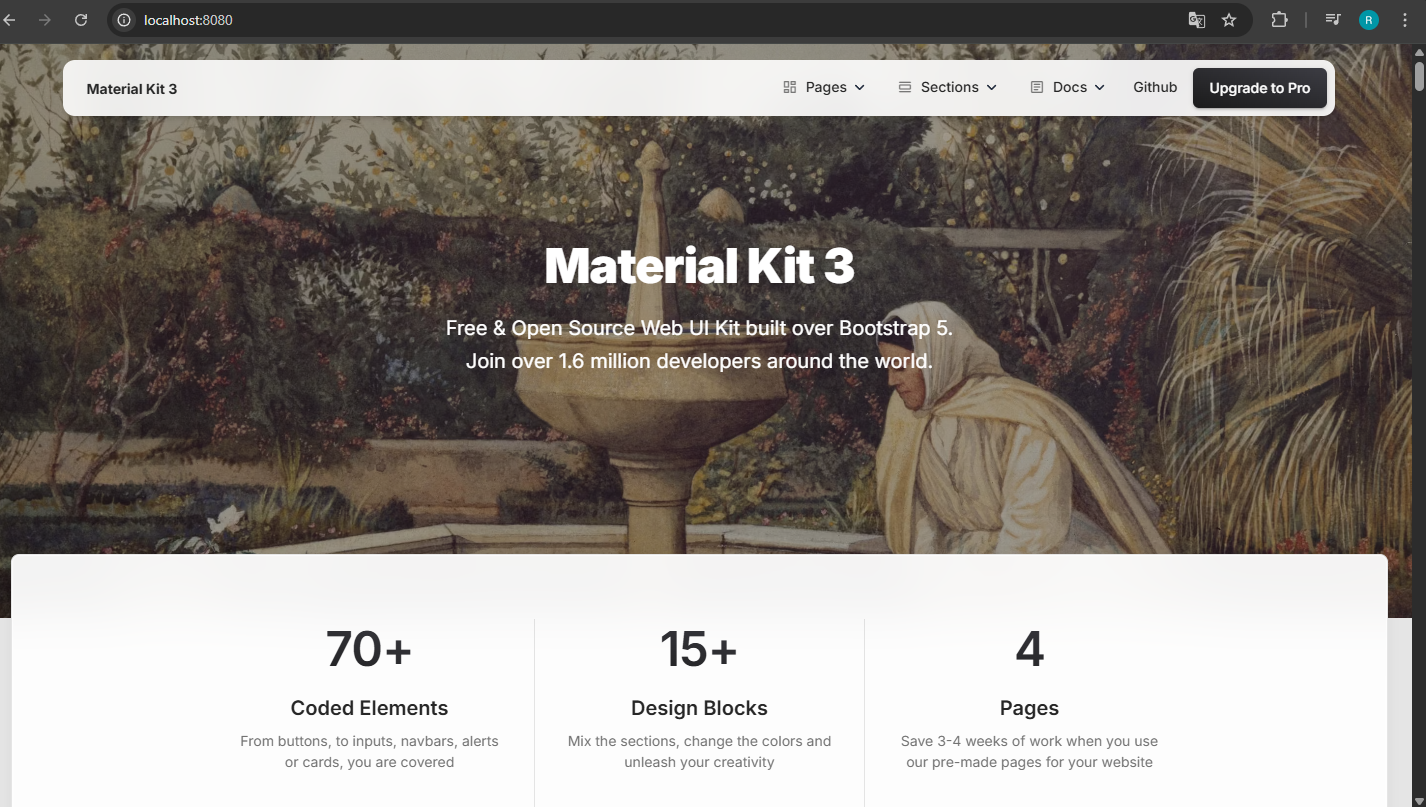 localhost:8080
R
Material Kit 3
Pages
Sections
Docs
Github
Upgrade to Pro
Material Kit 3
Free & Open Source Web UI Kit built over Bootstrap 5.
Join over 1.6 million developers around the world.
70+
Coded Elements
From buttons, to inputs, navbars, alerts
or cards, you are covered
15+
Design Blocks
Mix the sections, change the colors and
unleash your creativity
4
Pages
Save 3-4 weeks of work when you use
our pre-made pages for your website